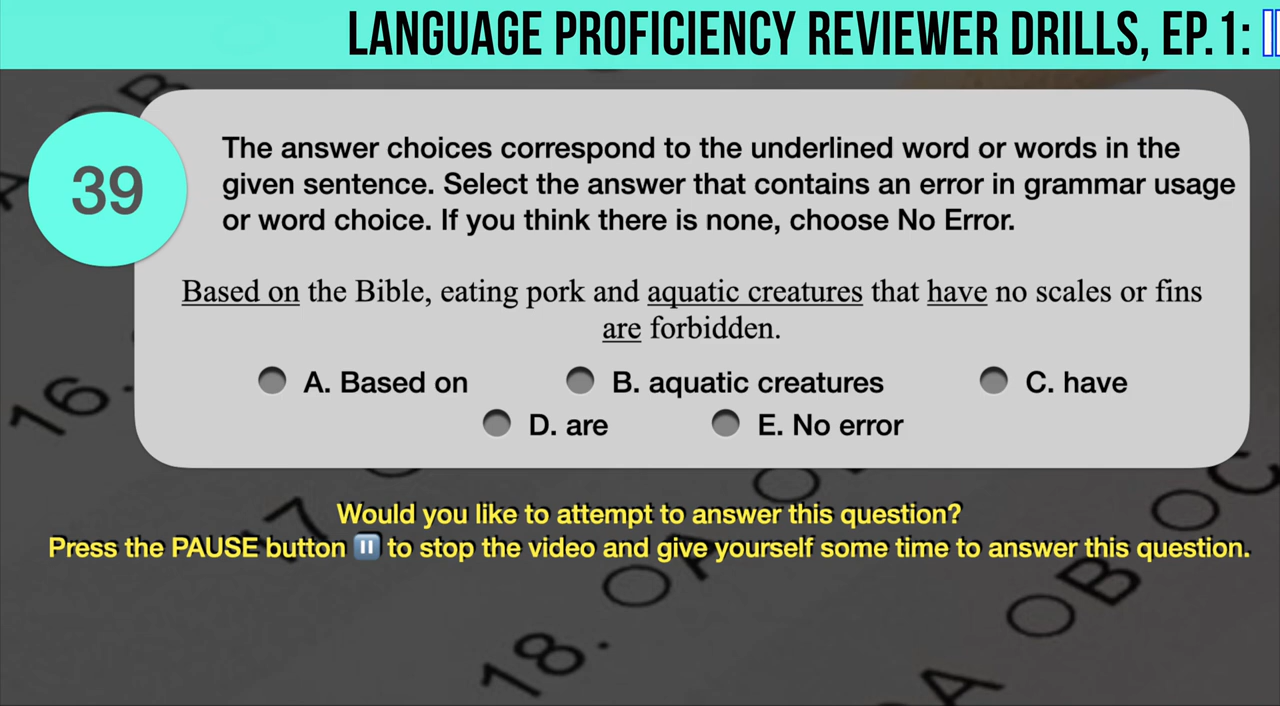 LANGUAGE PROFICIENCY REVIEWER DRILLS, EP.1:
39
The answer choices correspond to the underlined word or words in the
given sentence. Select the answer that contains an error in grammar usage
or word choice. If you think there is none, choose No Error.
Based on the Bible, eating pork and aquatic creatures that have no scales or fins
are forbidden.
A. Based on B. aquatic creatures C. have
D. are E. No error
Would you like to attempt to answer this question?
Press the PAUSE button ⏸ to stop the video and give yourself some time to answer this question.
B
A
16.
17
A
B
C
18. O A O B
A